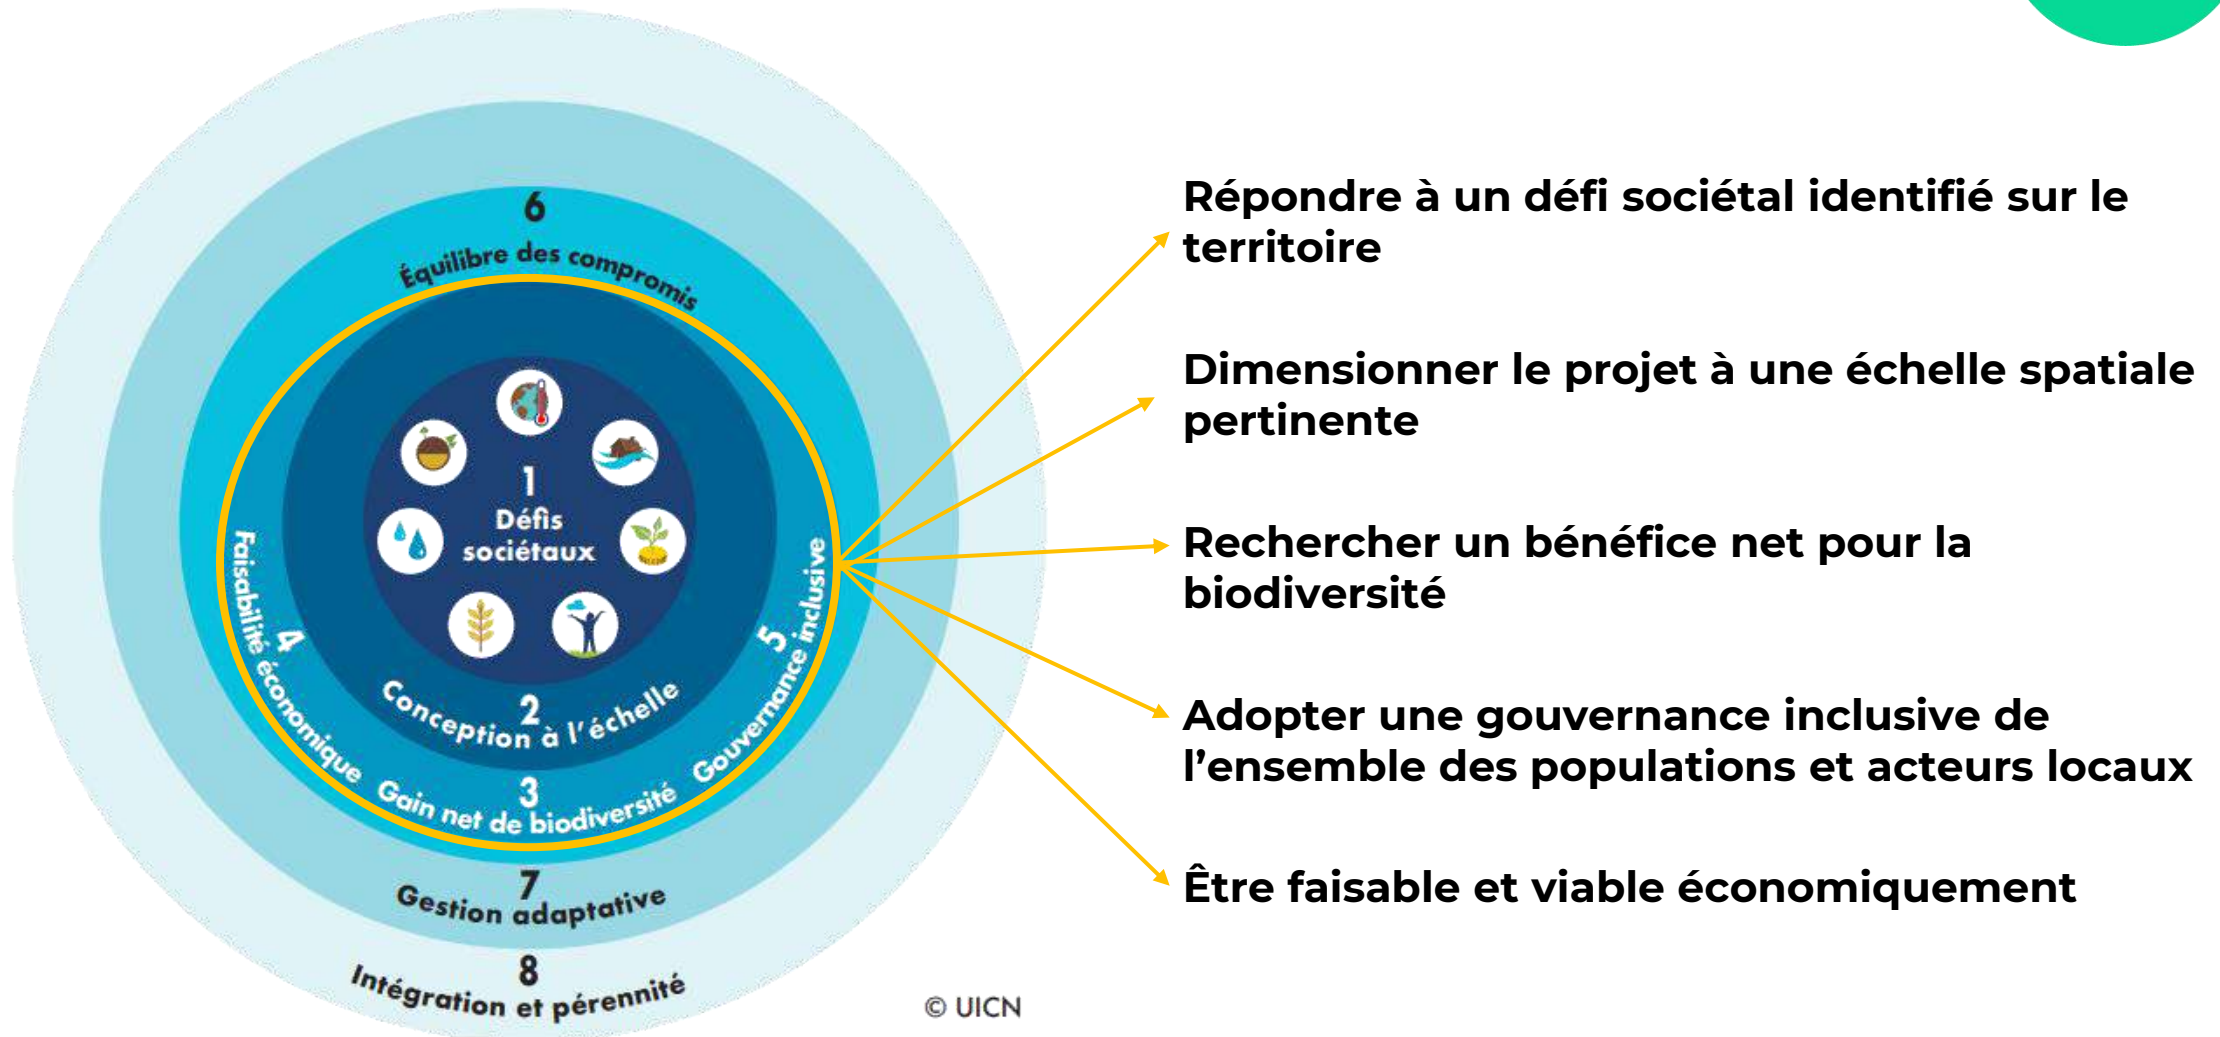 6
Équilibre des compromis
1
Défis
sociétaux
4
Faisabilité économique
5
Gouvernance inclusive
2
Conception à l'échelle
3
Gain net de biodiversité
7
Gestion adaptative
8
Intégration et pérennité
© UICN
Répondre à un défi sociétal identifié sur le
territoire
Dimensionner le projet à une échelle spatiale
pertinente
Rechercher un bénéfice net pour la
biodiversité
Adopter une gouvernance inclusive de
l’ensemble des populations et acteurs locaux
Être faisable et viable économiquement